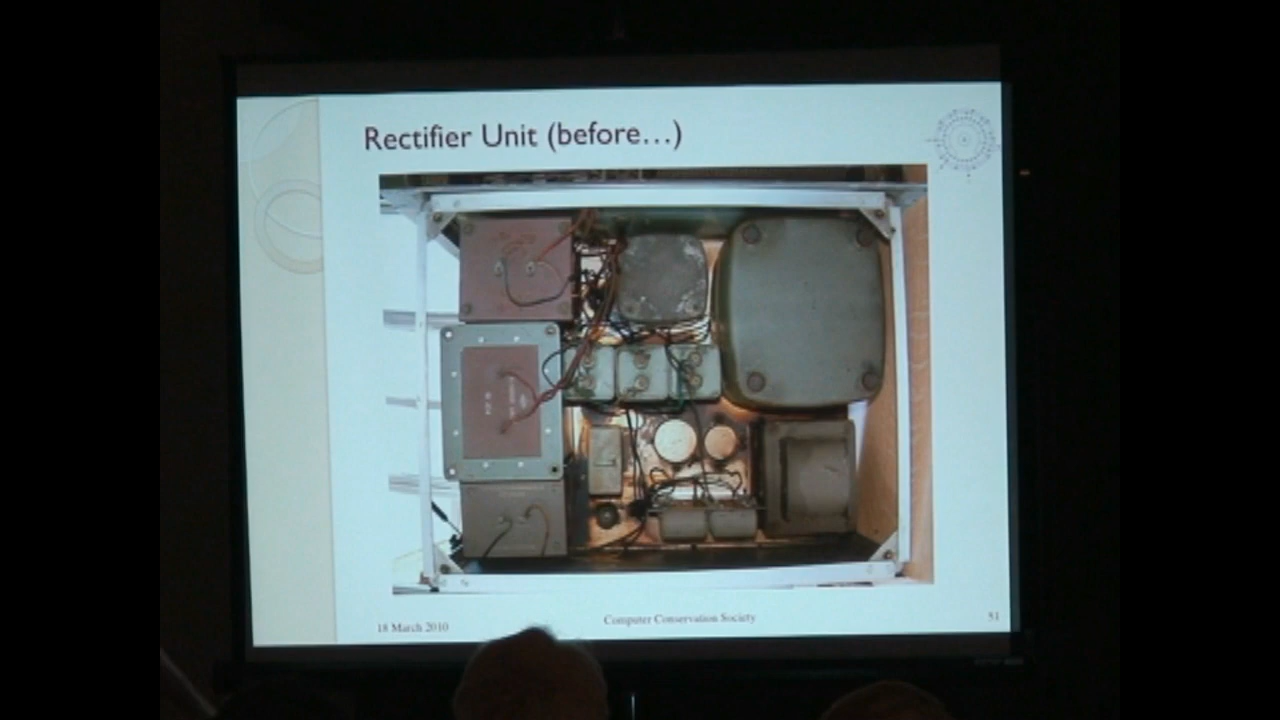 Rectifier Unit (before…)
18 March 2010
Computer Conservation Society
51